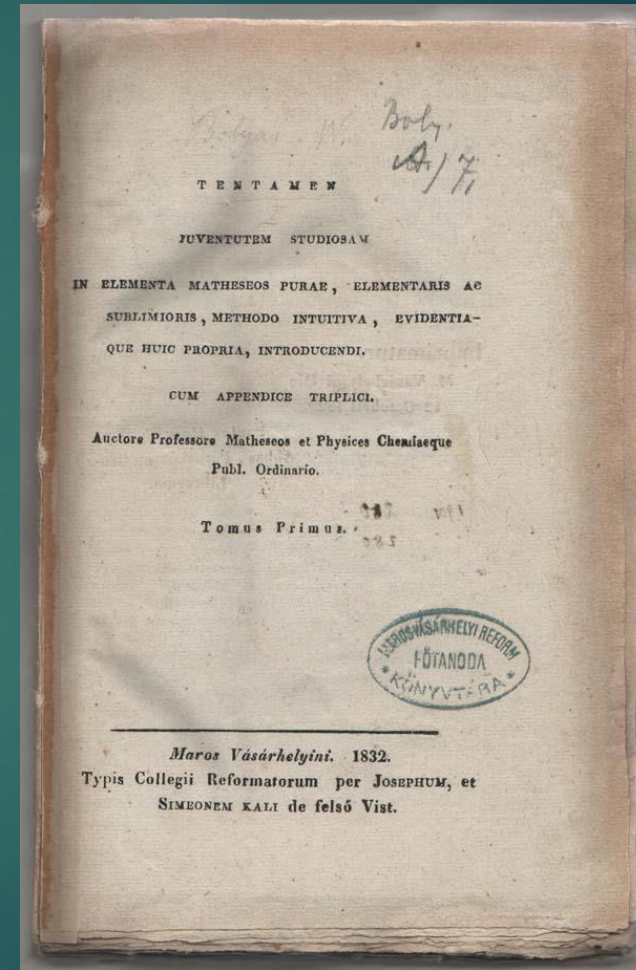 Bolyai W.
Boly.
A/7,
TENTAMEN
JUVENTUTEM STUDIOSAM
IN ELEMENTA MATHESEOS PURAE, ELEMENTARIS AC
SUBLIMIORIS, METHODO INTUITIVA, EVIDENTIA-
QUE HUIC PROPRIA, INTRODUCENDI.
CUM APPENDICE TRIPLICI.
Auctore Professore Matheseos et Physices Chemiaeque
Publ. Ordinario.
Tomus Primus.
MAROSVÁSÁRHELYI REFORM
FŐTANODA
KÖNYVTÁRA
Maros Vásárhelyini. 1832.
Typis Collegii Reformatorum per JOSEPHUM, et
SIMEONEM KALI de felső Vist.